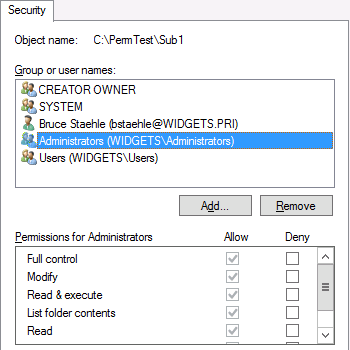 Security
Object name: C:\PermTest\Sub1
Group or user names:
CREATOR OWNER
SYSTEM
Bruce Staehle (bstaehle@WIDGETS.PRI)
Administrators (WIDGETS\Administrators)
Users (WIDGETS\Users)
Add... Remove
Permissions for Administrators Allow Deny
Full control
Modify
Read & execute
List folder contents
Read